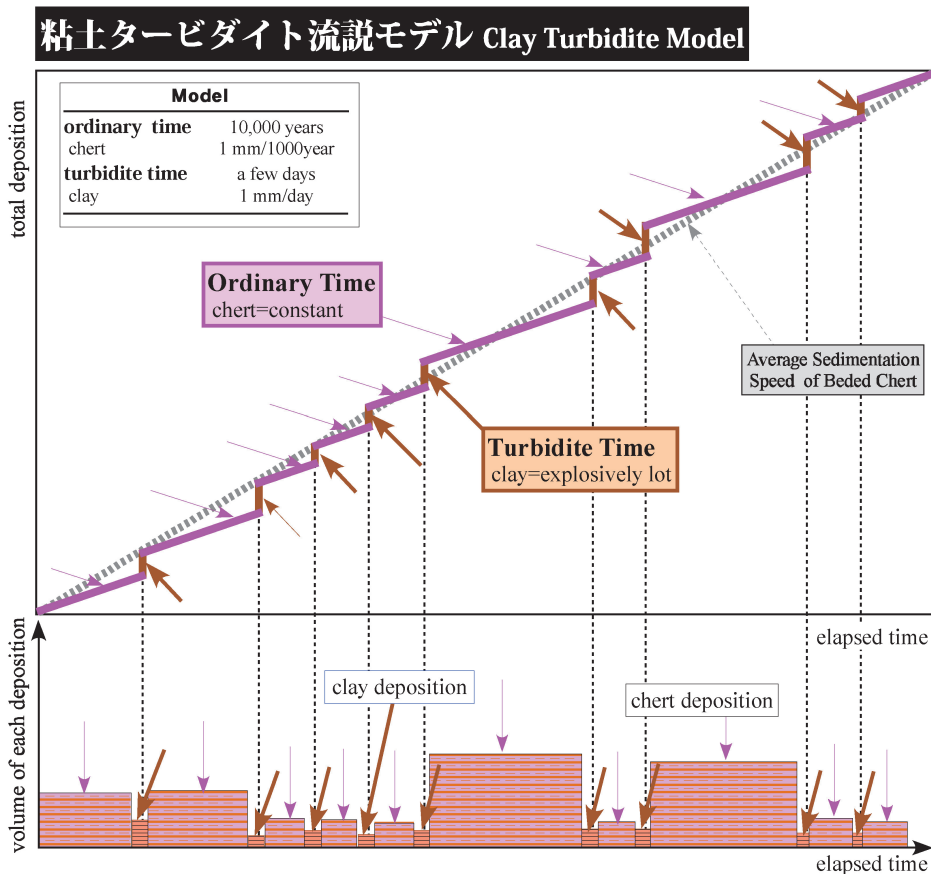 粘土タービダイト流説モデル Clay Turbidite Model
total deposition
Model
ordinary time 10,000 years
chert 1 mm/1000year
turbidite time a few days
clay 1 mm/day
Ordinary Time
chert=constant
Average Sedimentation
Speed of Beded Chert
Turbidite Time
clay=explosively lot
elapsed time
volume of each deposition
clay deposition
chert deposition
elapsed time